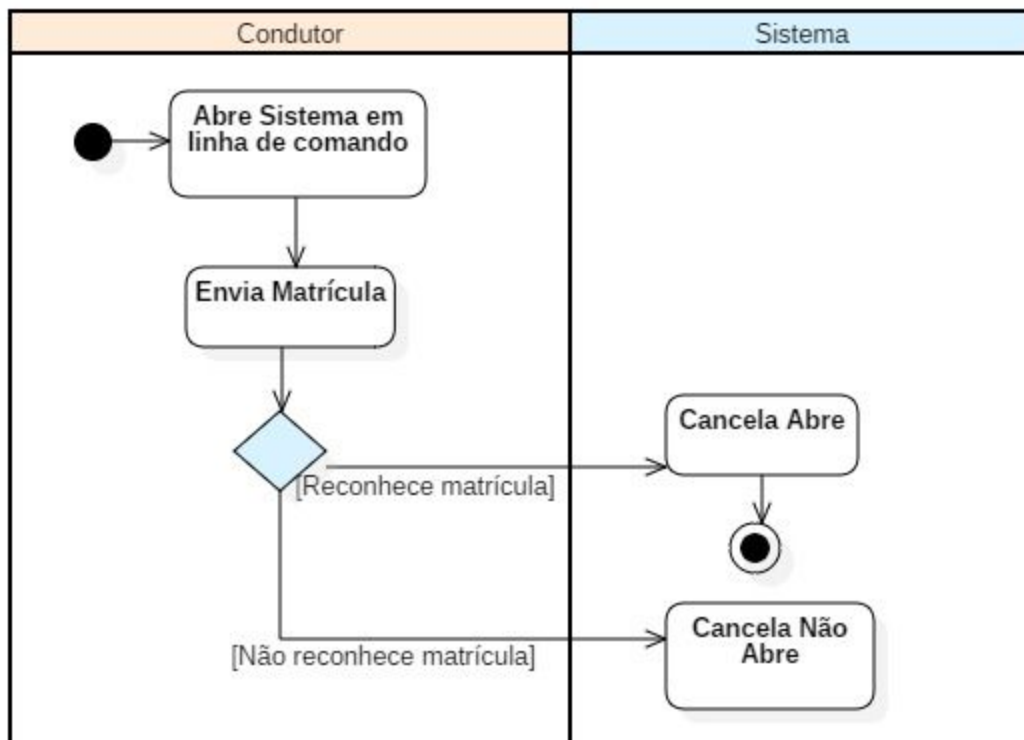 Condutor
Sistema
Abre Sistema em
linha de comando
Envia Matrícula
Cancela Abre
[Reconhece matrícula]
Cancela Não
Abre
[Não reconhece matrícula]